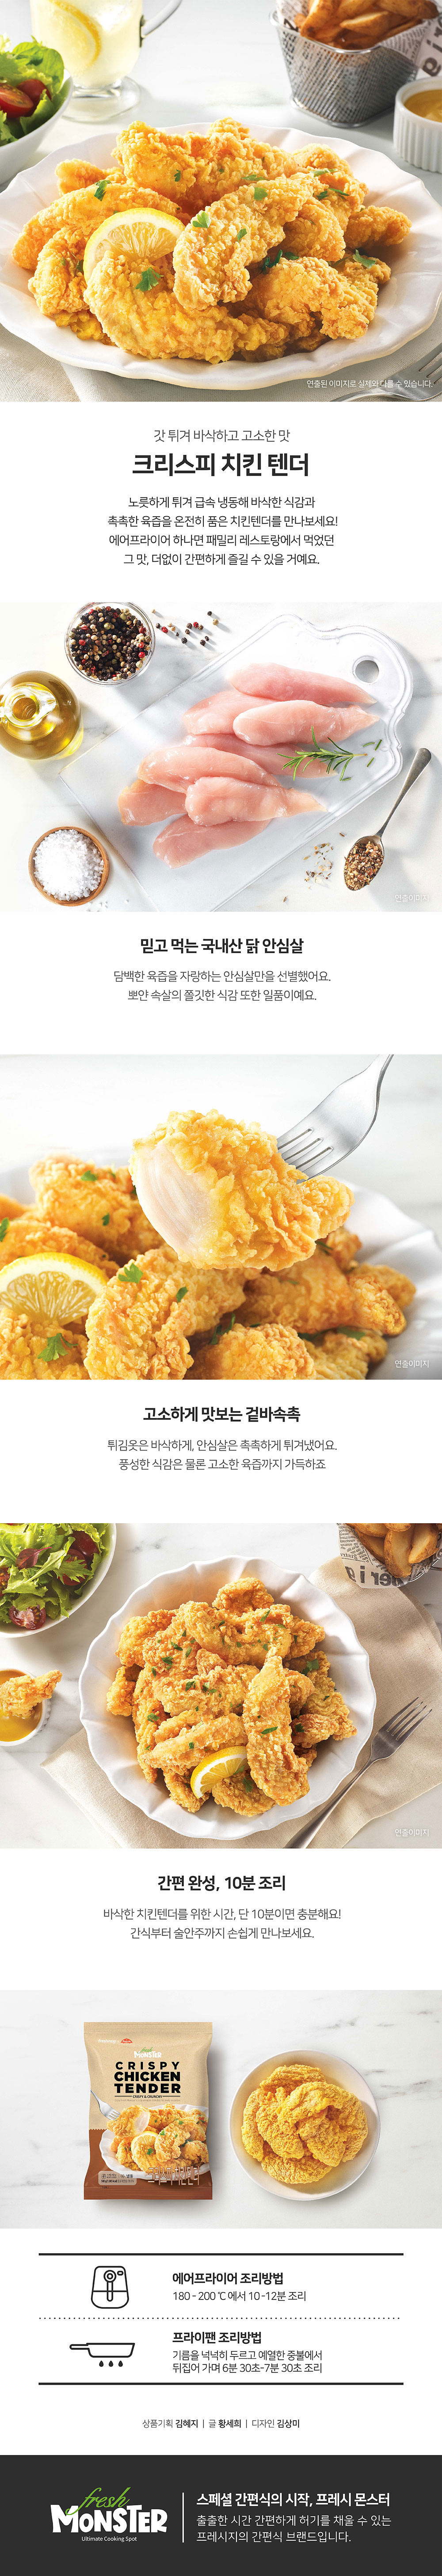 연출된 이미지로 실제와 다를 수 있습니다.
갓 튀겨 바삭하고 고소한 맛
크리스피 치킨 텐더
노릇하게 튀겨 급속 냉동해 바삭한 식감과
촉촉한 육즙을 온전히 품은 치킨텐더를 만나보세요!
에어프라이어 하나면 패밀리 레스토랑에서 먹었던
그 맛, 더없이 간편하게 즐길 수 있을 거예요.
연출이미지
믿고 먹는 국내산 닭 안심살
담백한 육즙을 자랑하는 안심살만을 선별했어요.
뽀얀 속살의 쫄깃한 식감 또한 일품이예요.
연출이미지
고소하게 맛보는 겉바속촉
튀김옷은 바삭하게, 안심살은 촉촉하게 튀겨냈어요.
풍성한 식감은 물론 고소한 육즙까지 가득하죠
연출이미지
간편 완성, 10분 조리
바삭한 치킨텐더를 위한 시간, 단 10분이면 충분해요!
간식부터 술안주까지 손쉽게 만나보세요.
fresh
MONSTER
CRISPY
CHICKEN
TENDER
CRISPY & CRUNCHY
에어프라이어 조리방법
180 - 200 ℃에서 10 -12분 조리
프라이팬 조리방법
기름을 넉넉히 두르고 예열한 중불에서
뒤집어 가며 6분 30초-7분 30초 조리
상품기획 김혜지 | 글 황세희 | 디자인 김상미
fresh
MONSTER
Ultimate Cooking Spot
스페셜 간편식의 시작, 프레시 몬스터
출출한 시간 간편하게 허기를 채울 수 있는
프레시지의 간편식 브랜드입니다.